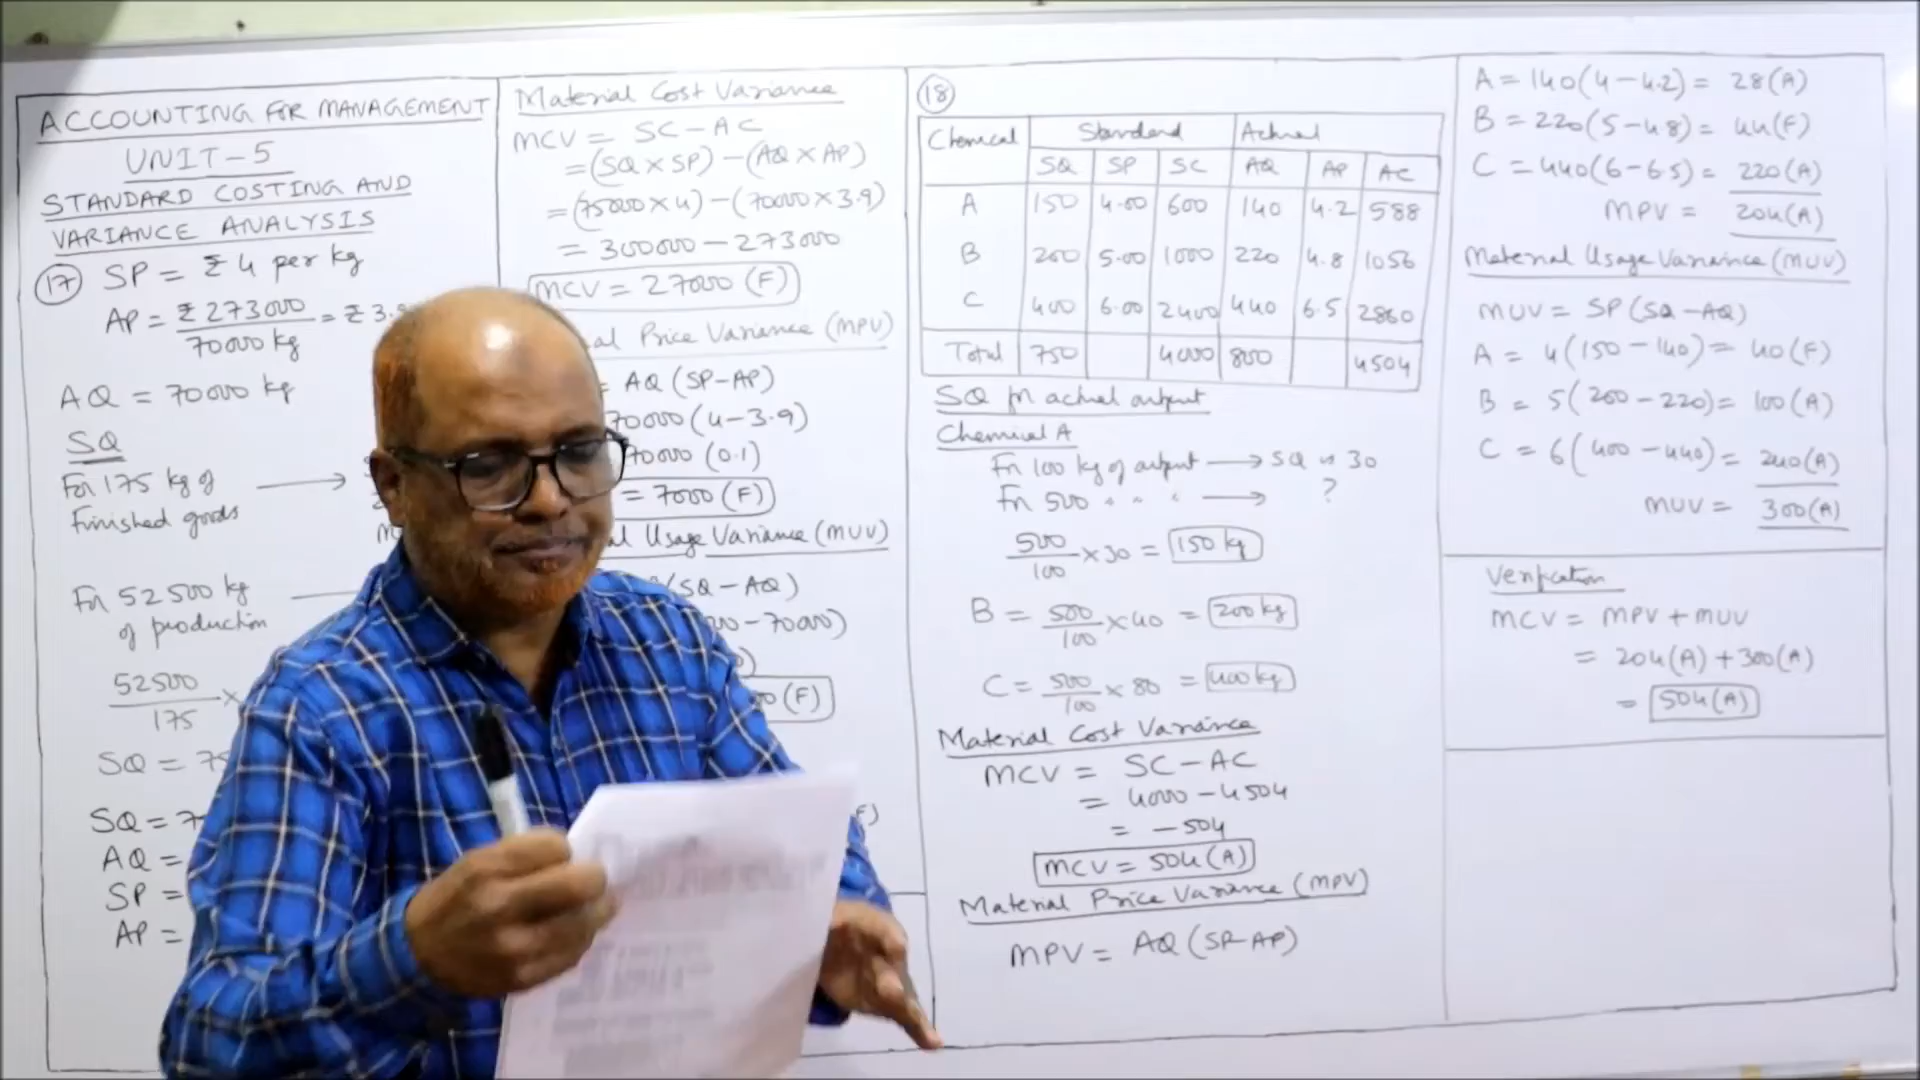 ACCOUNTING FOR MANAGEMENT
UNIT-5
STANDARD COSTING AND
VARIANCE ANALYSIS
(17) SP = ₹ 4 per kg
AP = ₹ 273000 / 70000 kg = ₹ 3.9
AQ = 70000 kg
SQ
For 175 kg of
Finished goods
For 52500 kg
of production
52500 / 175 ×
SQ = 75
SQ = 7
AQ =
SP =
AP =
Material Cost Variance
MCV = SC - AC
= (SQ × SP) - (AQ × AP)
= (75000 × 4) - (70000 × 3.9)
= 300000 - 273000
MCV = 27000 (F)
al Price Variance (MPV)
= AQ (SP-AP)
70000 (4-3.9)
70000 (0.1)
= 7000 (F)
al Usage Variance (MUV)
(SQ - AQ)
00 - 70000)
)
0 (F)
F)
(18)
Chemical Standard Actual
SQ SP SC AQ AP AC
A 150 4.00 600 140 4.2 588
B 200 5.00 1000 220 4.8 1056
C 400 6.00 2400 440 6.5 2860
Total 750 4000 800 4504
SQ for actual output
Chemical A
For 100 kg of output → SQ is 30
For 500 " " " → ?
500 / 100 × 30 = 150 kg
B = 500 / 100 × 40 = 200 kg
C = 500 / 100 × 80 = 400 kg
Material Cost Variance
MCV = SC - AC
= 4000 - 4504
= -504
MCV = 504 (A)
Material Price Variance (MPV)
MPV = AQ (SP-AP)
A = 140 (4 - 4.2) = 28 (A)
B = 220 (5 - 4.8) = 44 (F)
C = 440 (6 - 6.5) = 220 (A)
MPV = 204 (A)
Material Usage Variance (MUV)
MUV = SP (SQ - AQ)
A = 4 (150 - 140) = 40 (F)
B = 5 (200 - 220) = 100 (A)
C = 6 (400 - 440) = 240 (A)
MUV = 300 (A)
Verification
MCV = MPV + MUV
= 204 (A) + 300 (A)
= 504 (A)